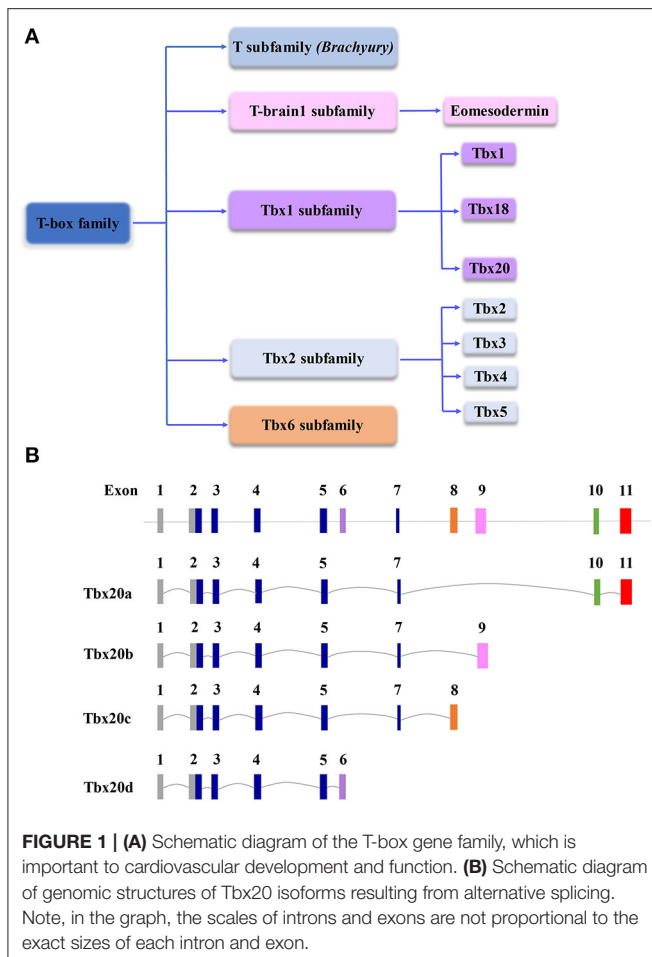 A
T subfamily (Brachyury)
T-brain1 subfamily
Eomesodermin
Tbx1
T-box family
Tbx1 subfamily
Tbx18
Tbx20
Tbx2
Tbx2 subfamily
Tbx3
Tbx4
Tbx5
Tbx6 subfamily
B
Exon 1 2 3 4 5 6 7 8 9 10 11
1 2 3 4 5 7 10 11
Tbx20a
1 2 3 4 5 7 9
Tbx20b
1 2 3 4 5 7 8
Tbx20c
1 2 3 4 5 6
Tbx20d
FIGURE 1 | (A) Schematic diagram of the T-box gene family, which is
important to cardiovascular development and function. (B) Schematic diagram
of genomic structures of Tbx20 isoforms resulting from alternative splicing.
Note, in the graph, the scales of introns and exons are not proportional to the
exact sizes of each intron and exon.